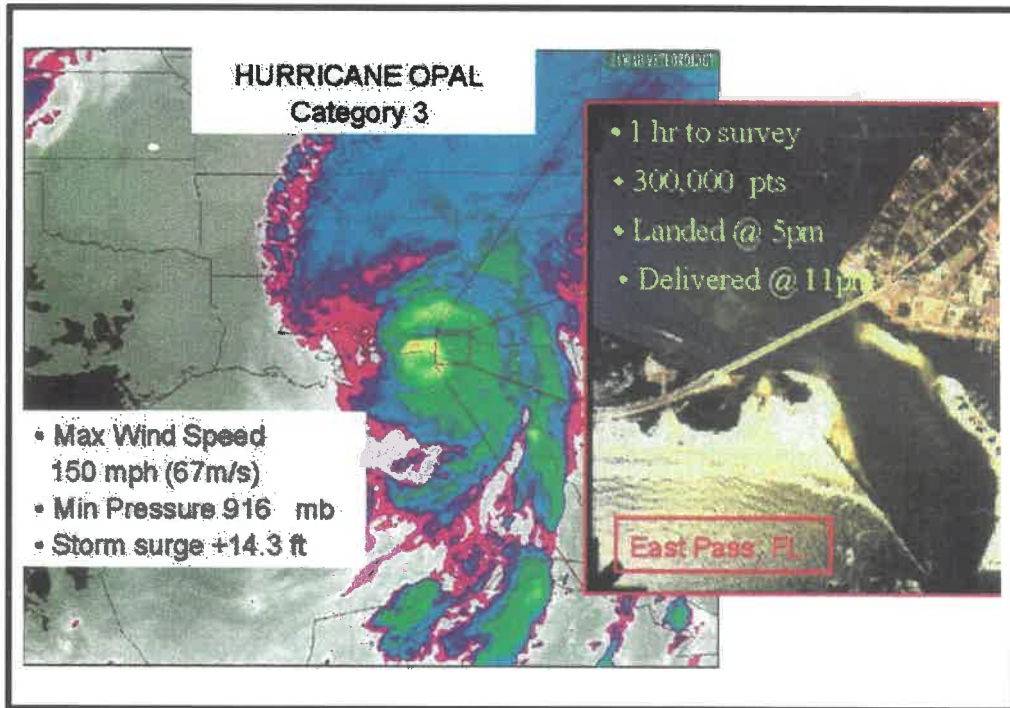 HURRICANE OPAL
Category 3
• Max Wind Speed
150 mph (67m/s)
• Min Pressure 916 mb
• Storm surge +14.3 ft
• 1 hr to survey
• 300,000 pts
• Landed @ 5pm
• Delivered @ 11pm
East Pass, FL